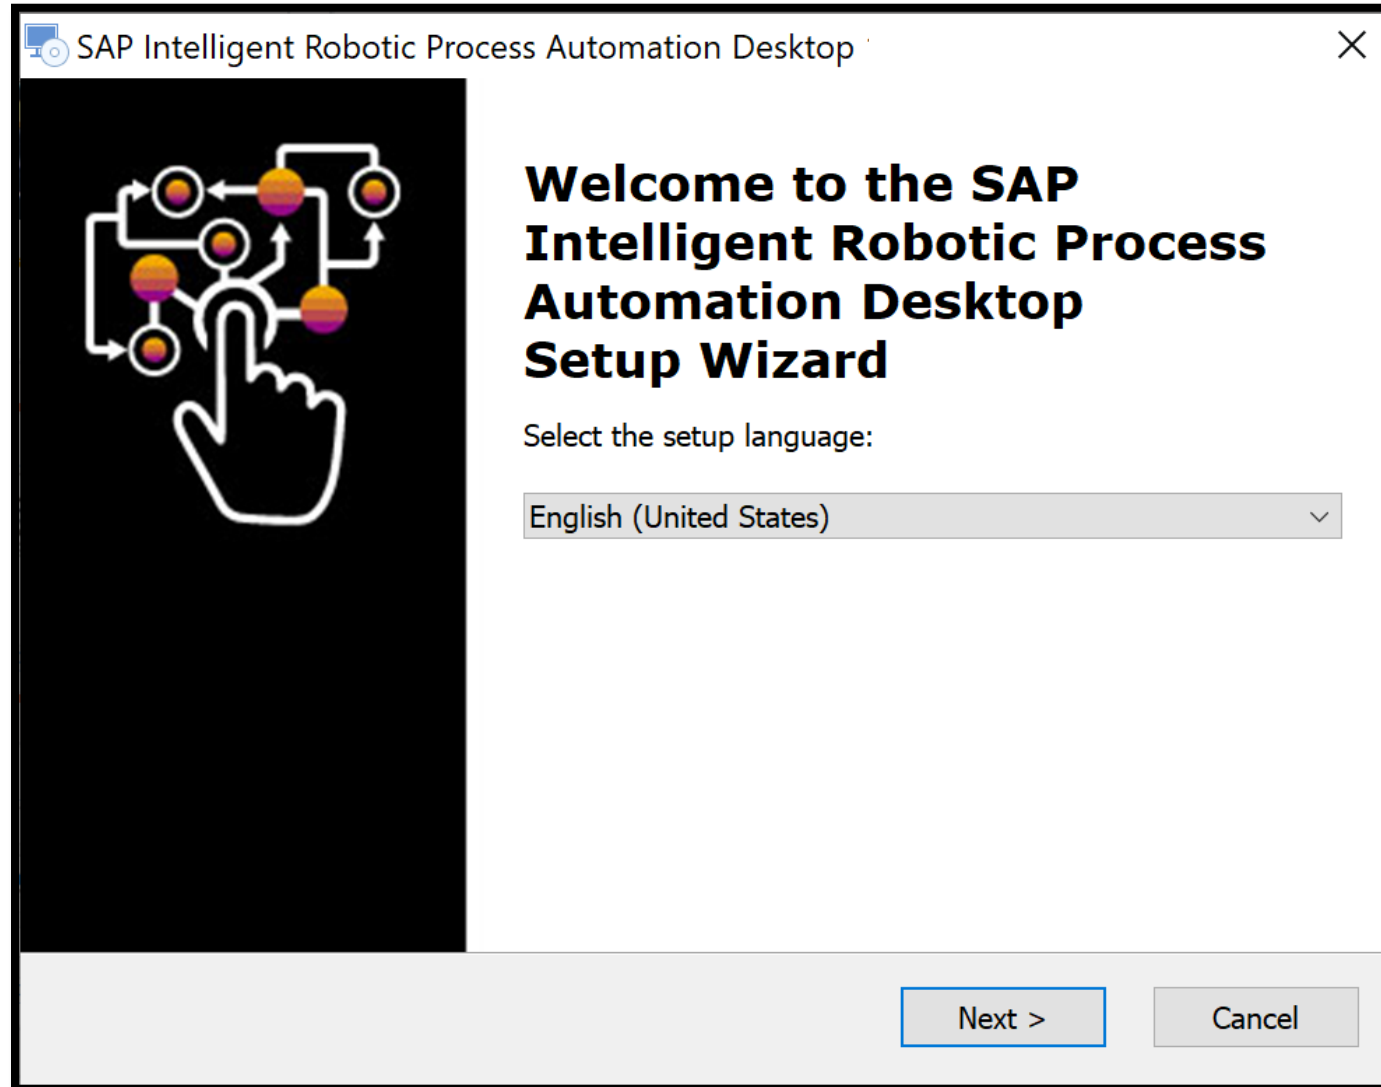 SAP Intelligent Robotic Process Automation Desktop
Welcome to the SAP
Intelligent Robotic Process
Automation Desktop
Setup Wizard
Select the setup language:
English (United States)
Next >
Cancel